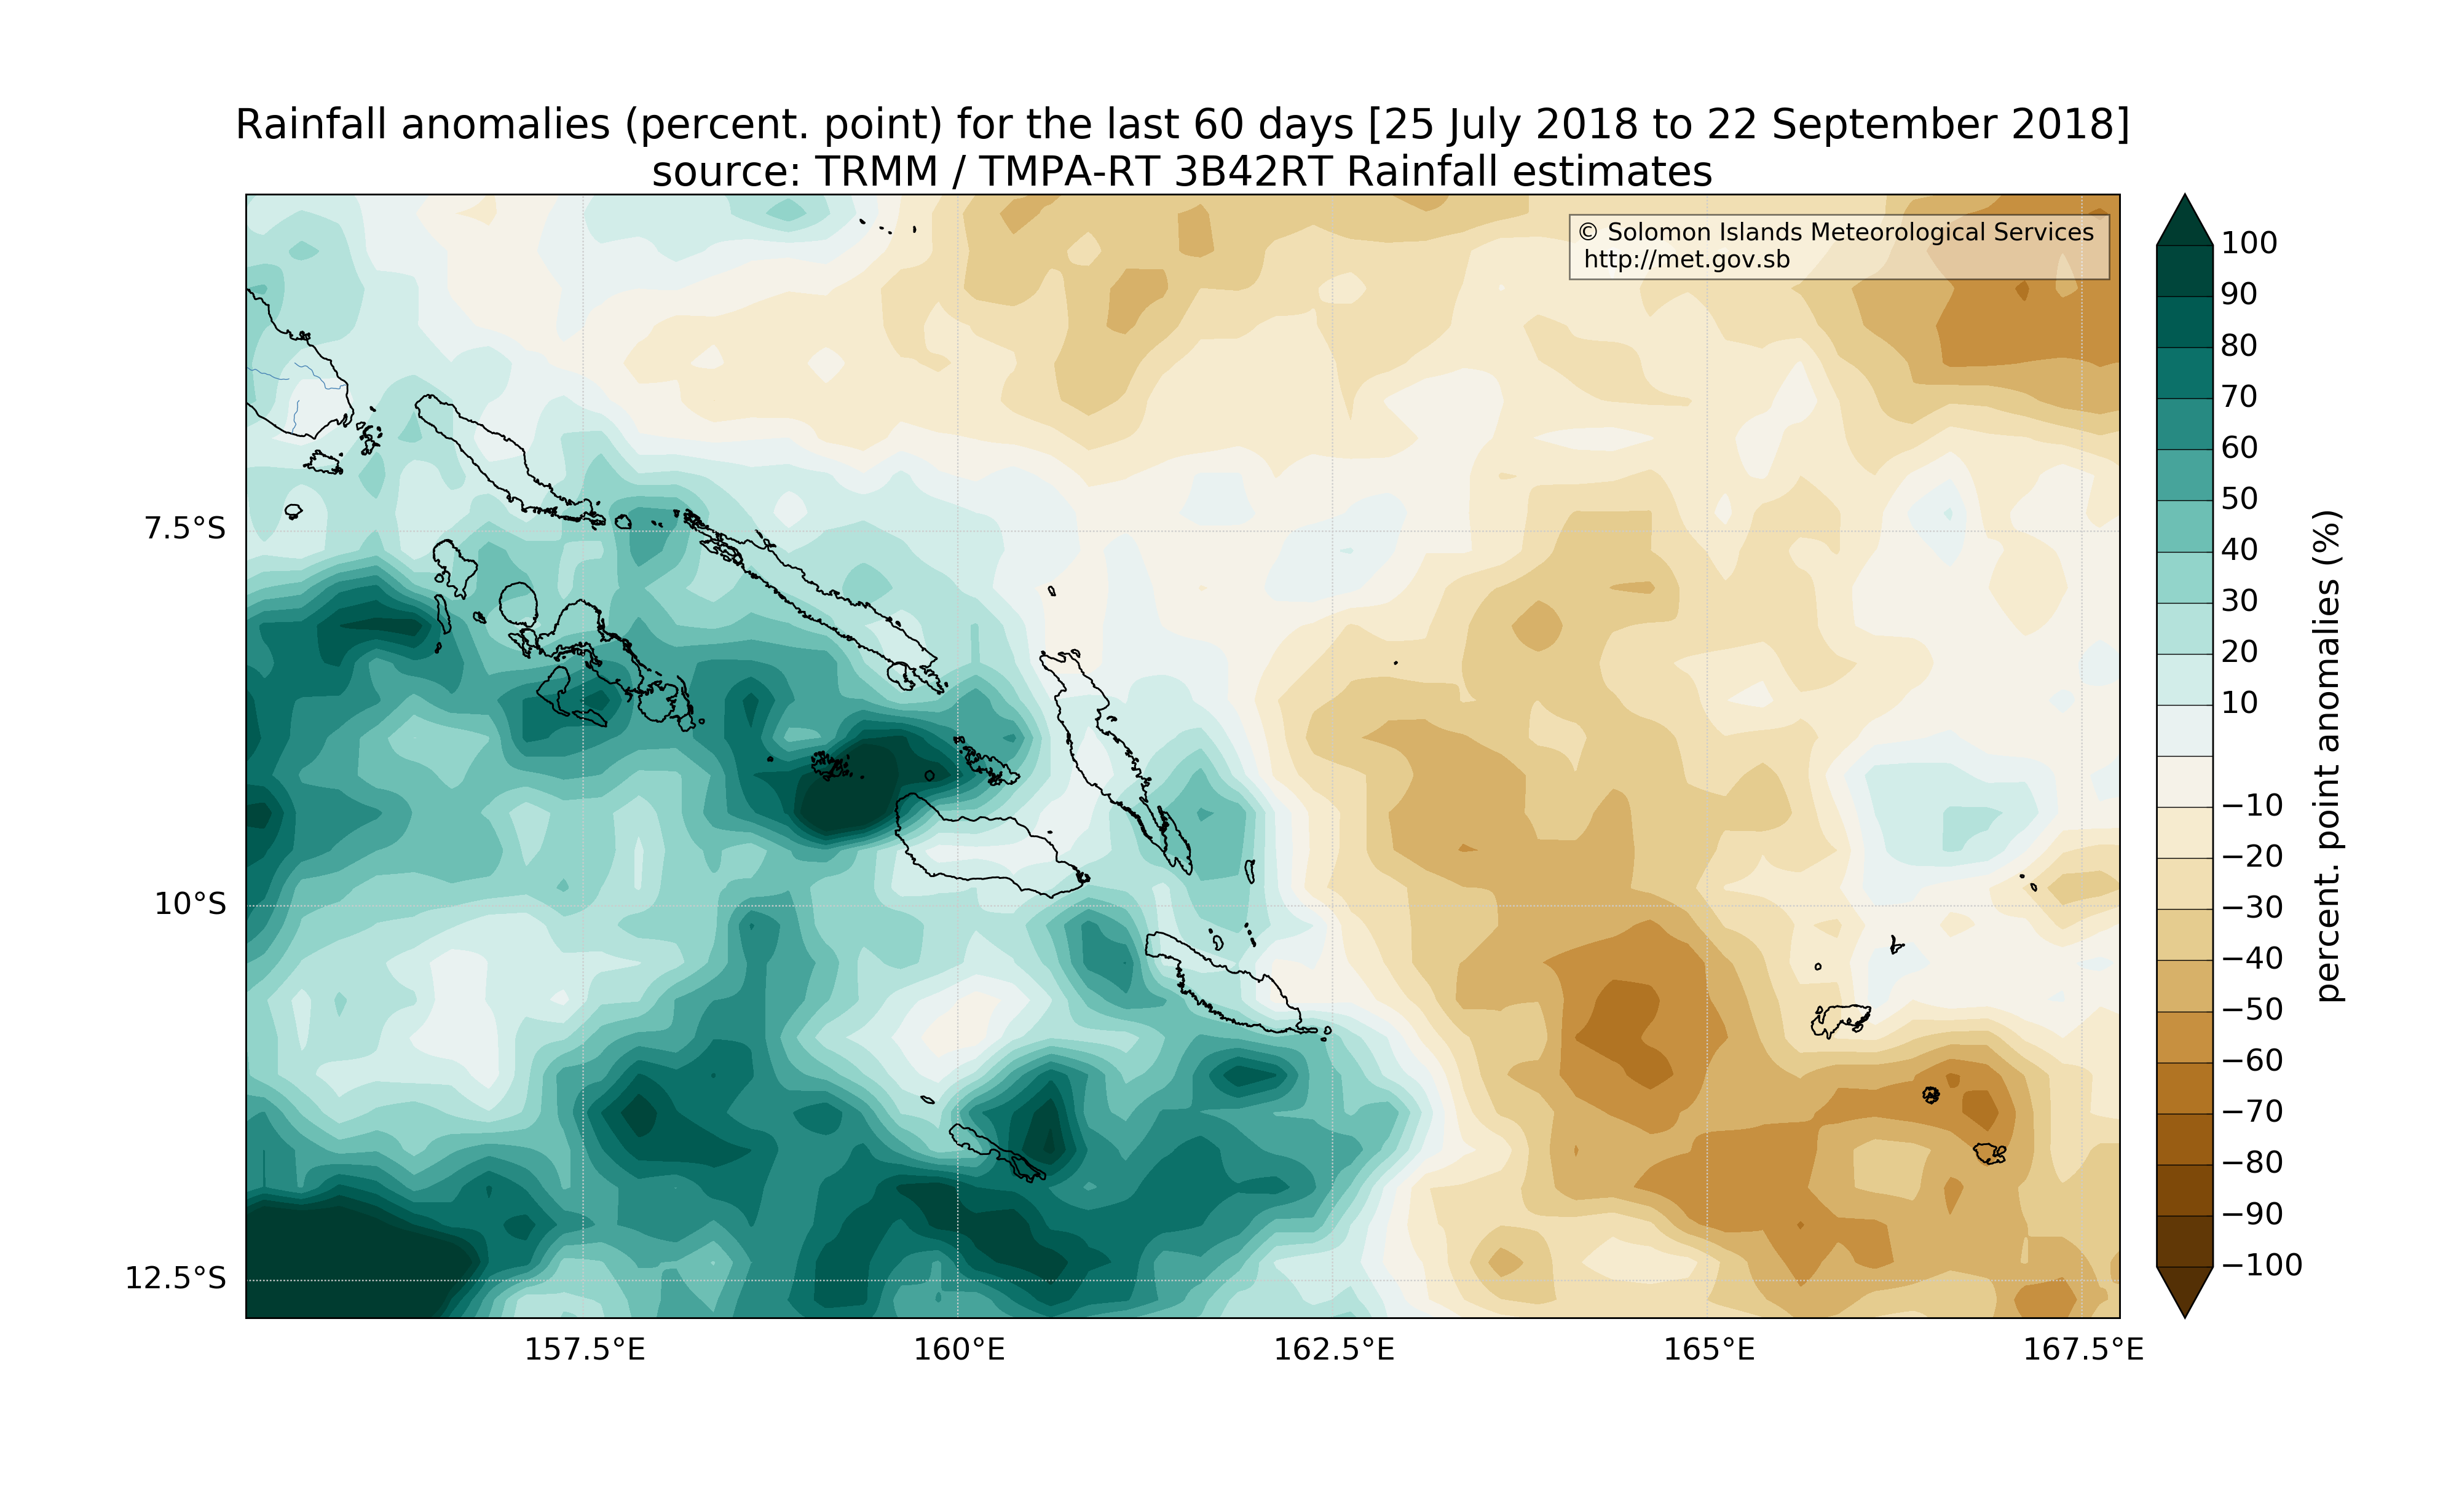 Rainfall anomalies (percent. point) for the last 60 days [25 July 2018 to 22 September 2018]
source: TRMM / TMPA-RT 3B42RT Rainfall estimates
© Solomon Islands Meteorological Services
http://met.gov.sb
7.5°S
10°S
12.5°S
157.5°E
160°E
162.5°E
165°E
167.5°E
100
90
80
70
60
50
40
30
20
10
−10
−20
−30
−40
−50
−60
−70
−80
−90
−100
percent. point anomalies (%)